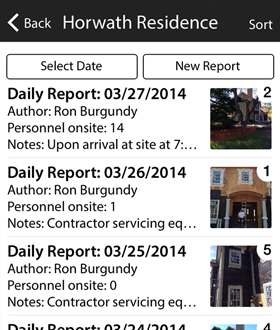 Back Horwath Residence Sort
Select Date New Report
Daily Report: 03/27/2014 2
Author: Ron Burgundy
Personnel onsite: 14
Notes: Upon arrival at site at 7:...
Daily Report: 03/26/2014 1
Author: Ron Burgundy
Personnel onsite: 1
Notes: Contractor servicing eq...
Daily Report: 03/25/2014 5
Author: Ron Burgundy
Personnel onsite: 0
Notes: Contractor servicing eq...
Daily Report: 03/24/2014 4